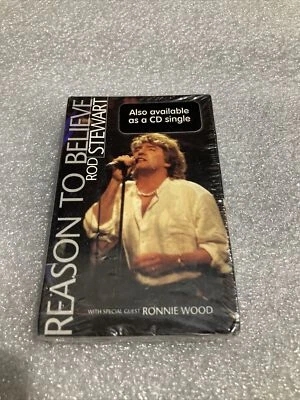 Also available
as a CD single
REASON TO BELIEVE
ROD STEWART
WITH SPECIAL GUEST RONNIE WOOD